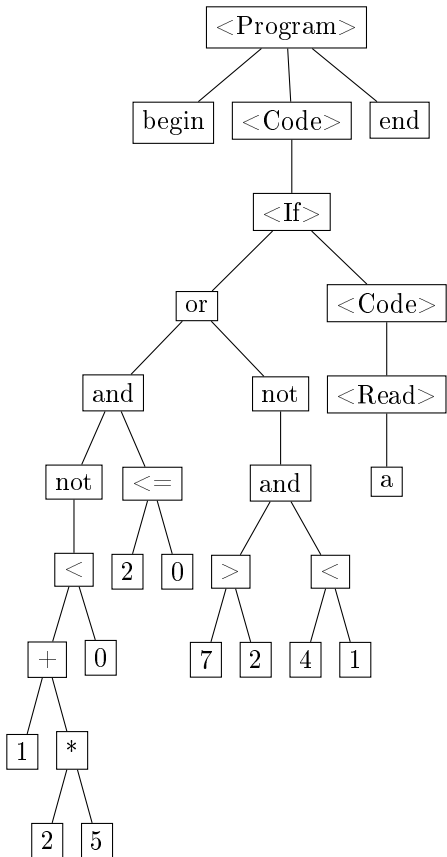 <Program>
begin <Code> end
<If>
or <Code>
and not <Read>
not <= and a
< 2 0 > <
+ 0 7 2 4 1
1 *
2 5